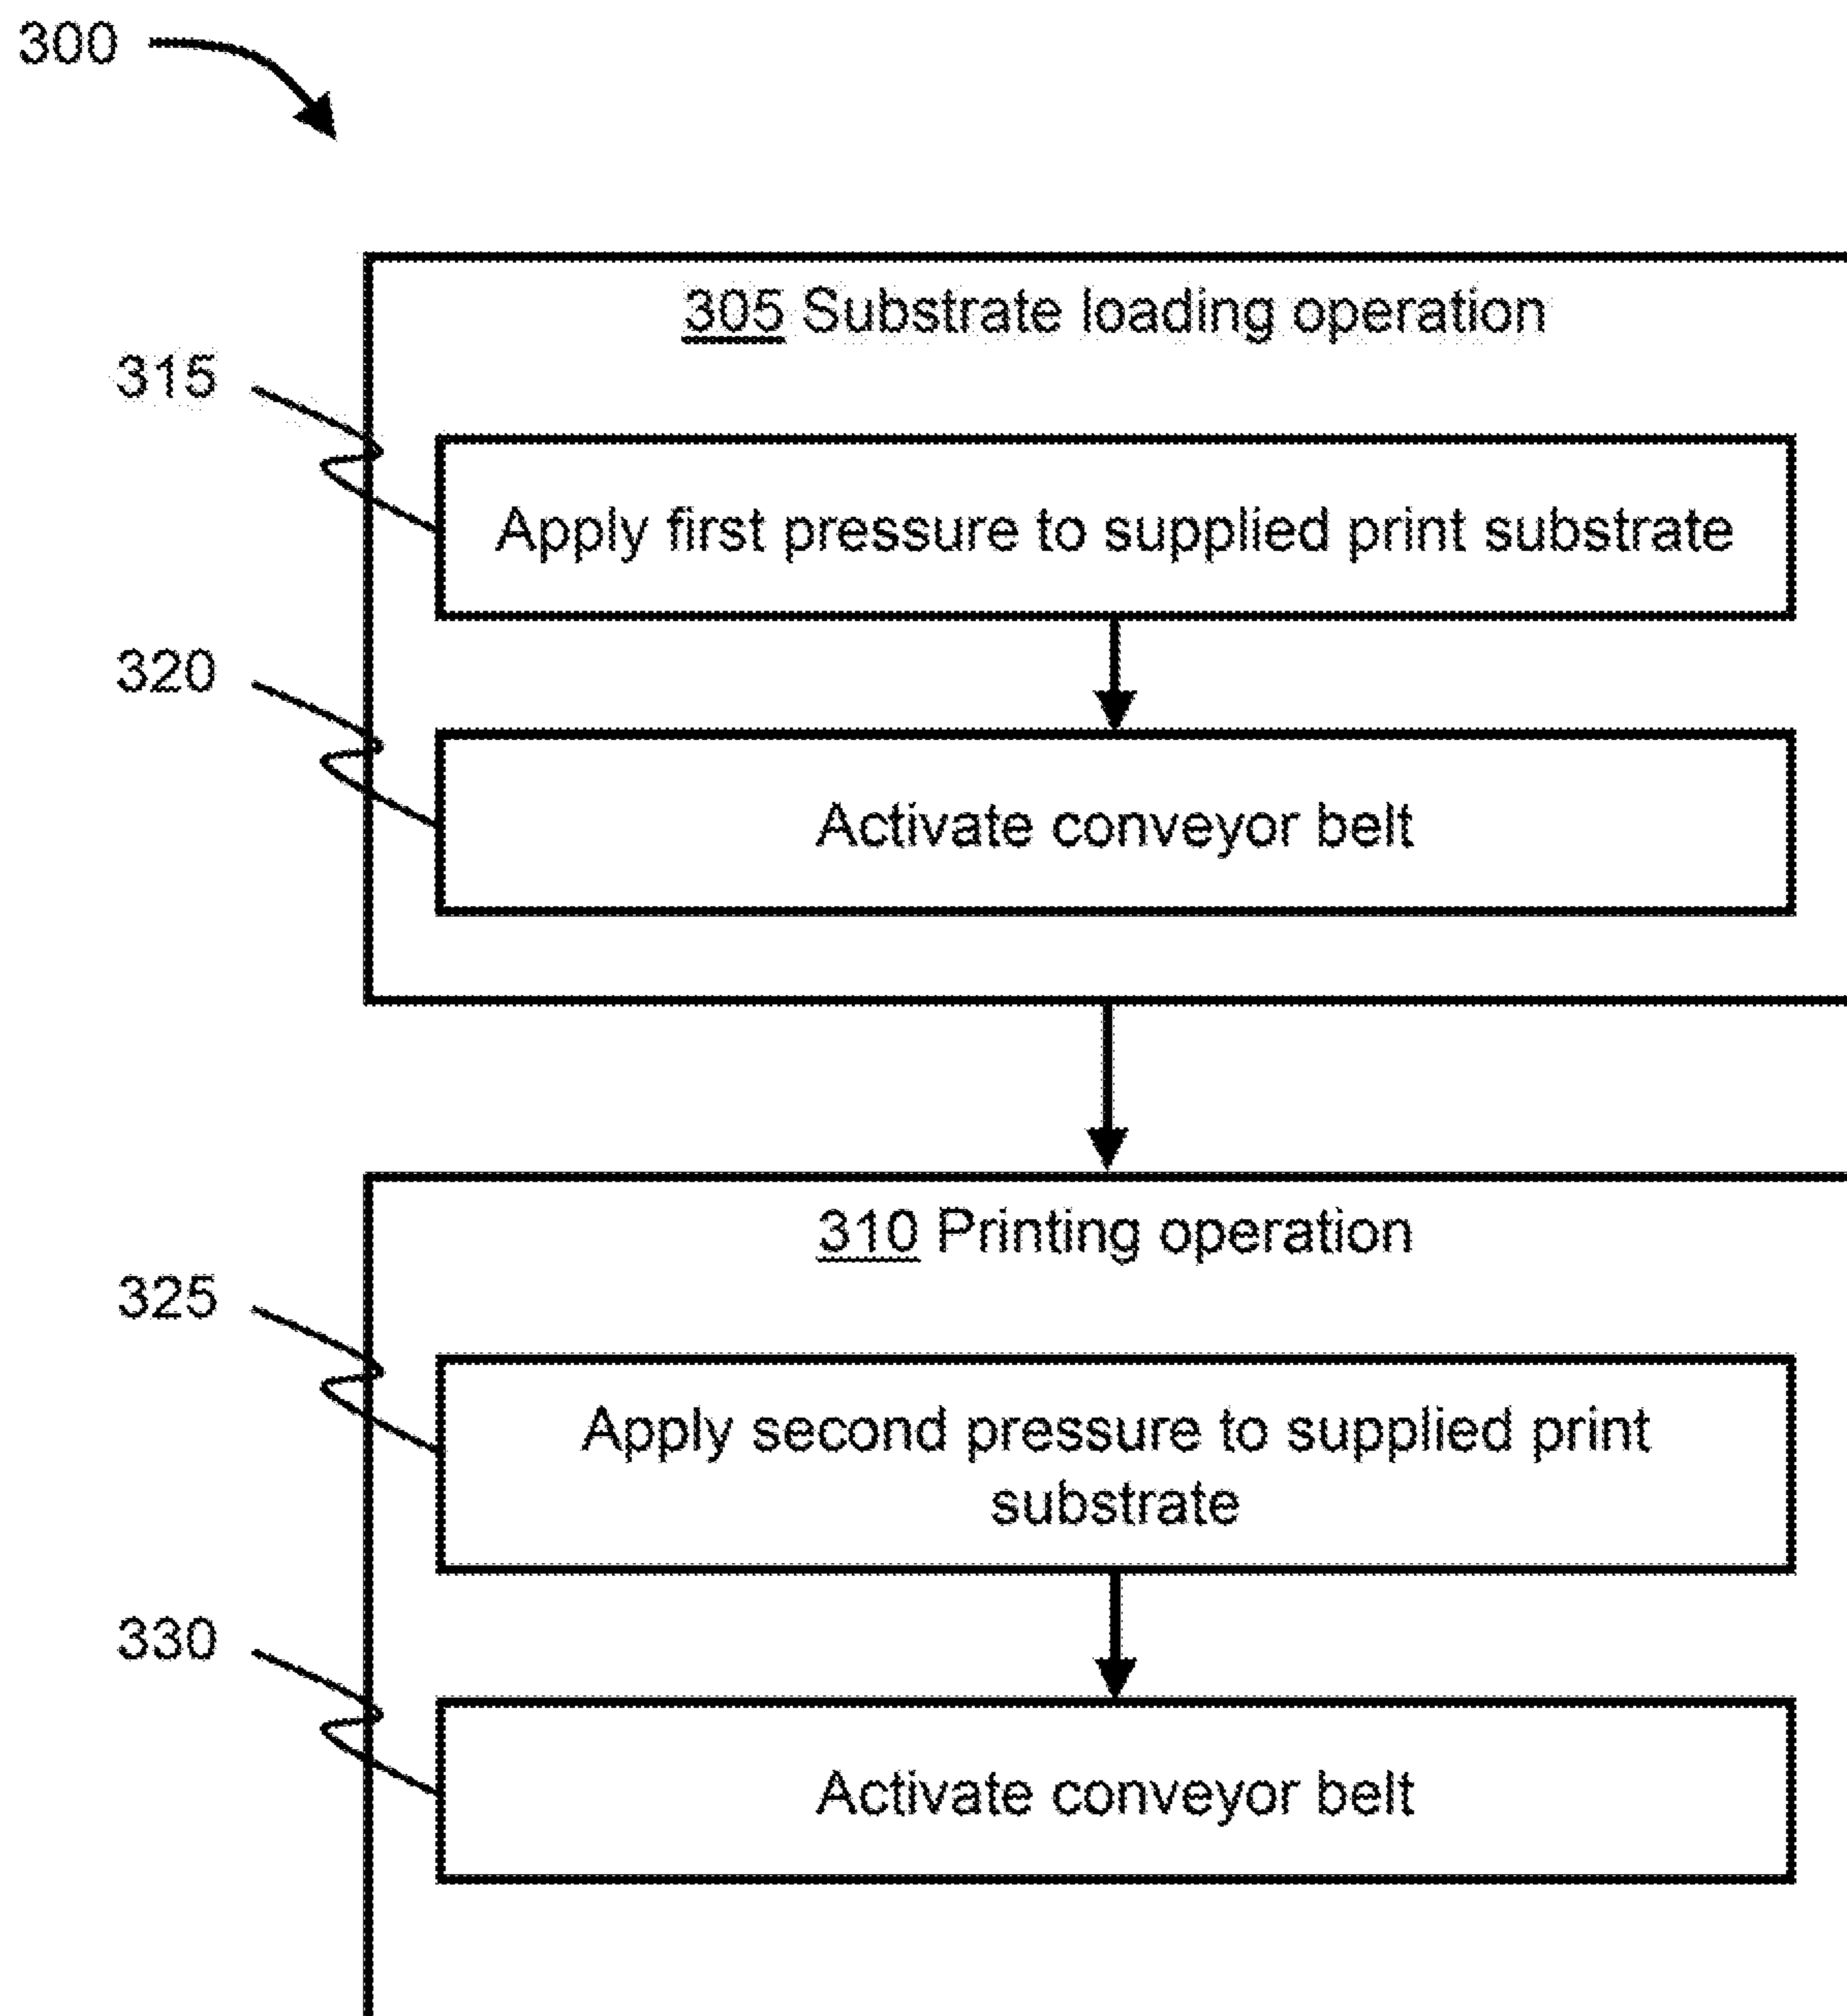 300
305 Substrate loading operation
315
Apply first pressure to supplied print substrate
320
Activate conveyor belt
310 Printing operation
325
Apply second pressure to supplied print
substrate
330
Activate conveyor belt